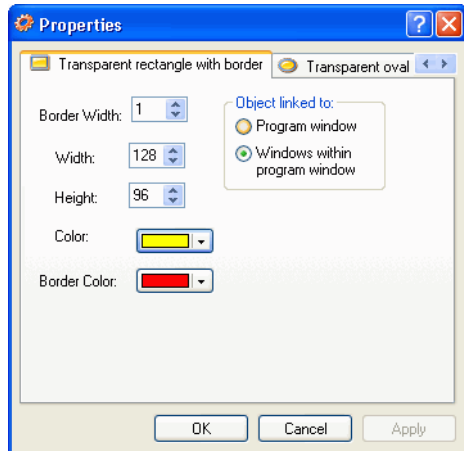 Properties
Transparent rectangle with border
Transparent oval
Border Width: 1
Object linked to:
Program window
Width: 128
Windows within
program window
Height: 96
Color:
Border Color:
OK
Cancel
Apply